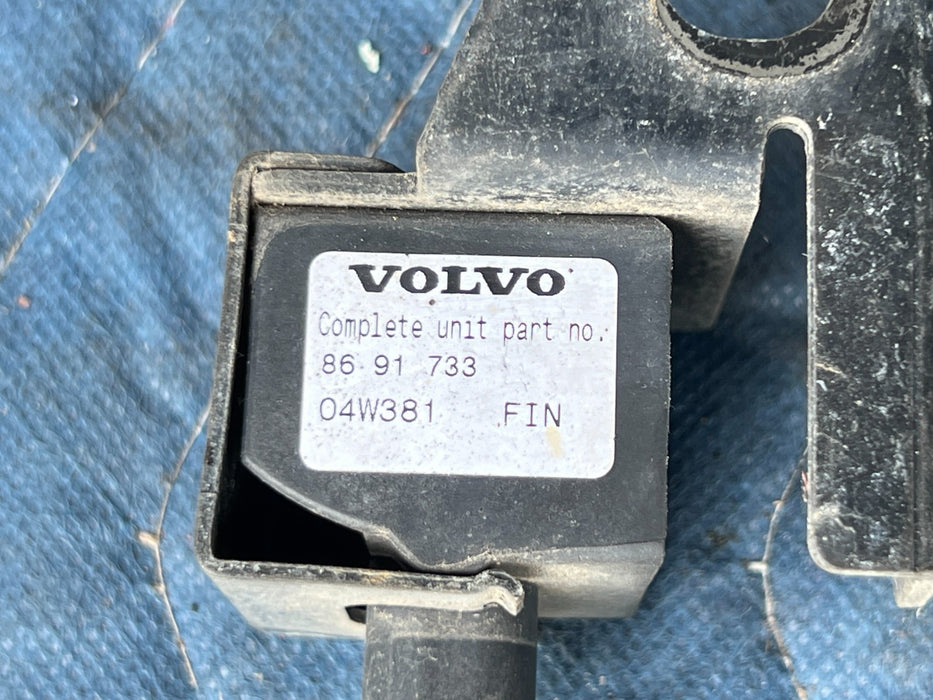 VOLVO
Complete unit part no.:
86 91 733
04W381 FIN